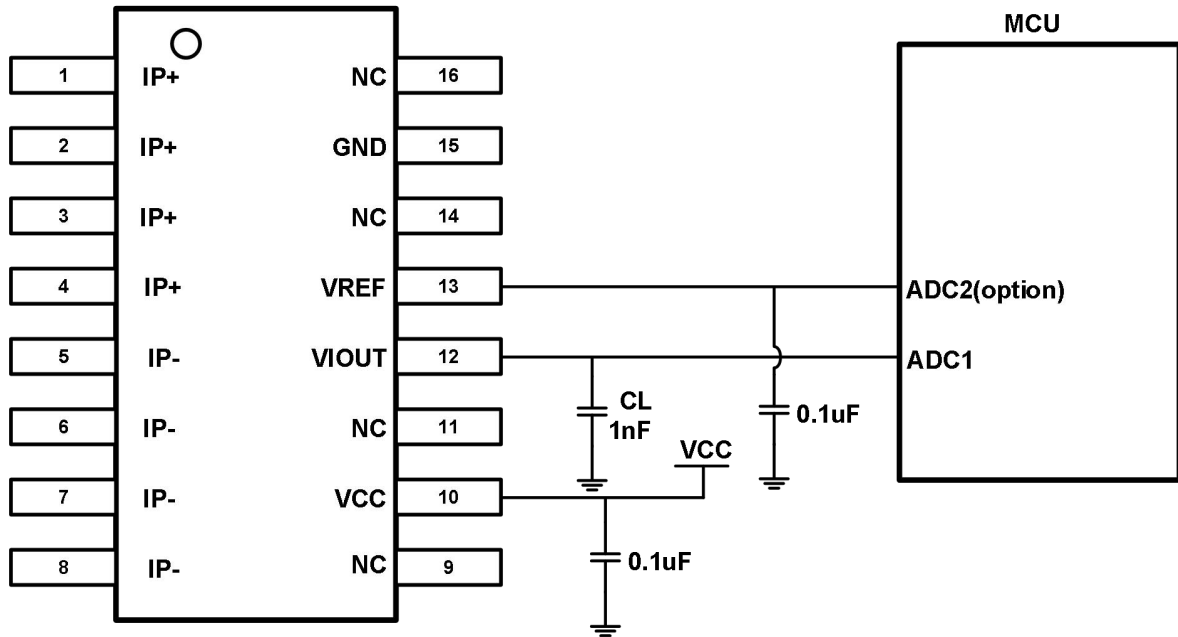 MCU
1 IP+ NC 16
2 IP+ GND 15
3 IP+ NC 14
4 IP+ VREF 13 ADC2(option)
5 IP- VIOUT 12 ADC1
CL
1nF
0.1uF
6 IP- NC 11
VCC
7 IP- VCC 10
0.1uF
8 IP- NC 9